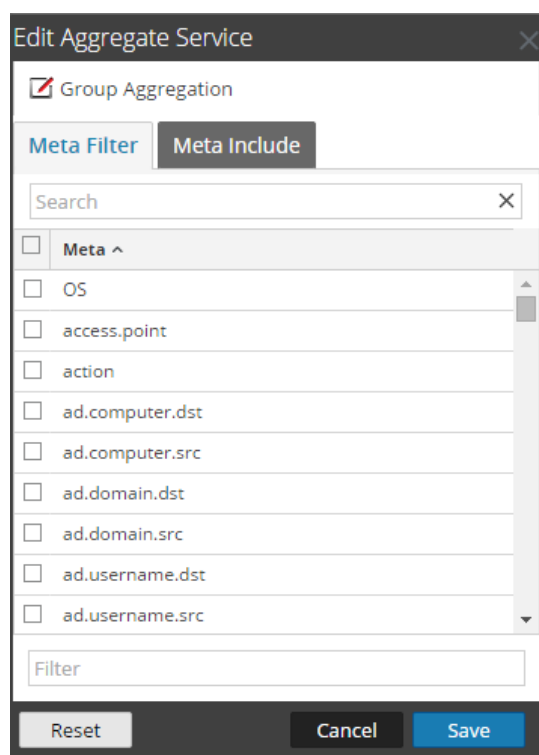 Edit Aggregate Service
Group Aggregation
Meta Filter Meta Include
Search
Meta
OS
access.point
action
ad.computer.dst
ad.computer.src
ad.domain.dst
ad.domain.src
ad.username.dst
ad.username.src
Filter
Reset Cancel Save